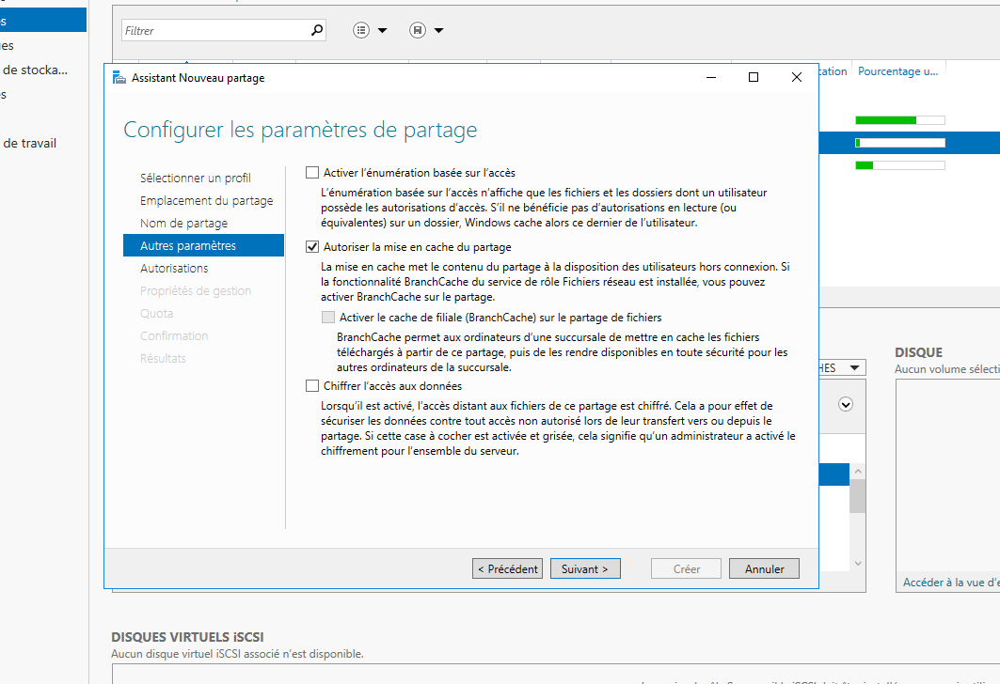 es
Filtrer
es
de stocka...
cation
Pourcentage u...
es
de travail
Assistant Nouveau partage
Configurer les paramètres de partage
Sélectionner un profil
Emplacement du partage
Nom de partage
Autres paramètres
Autorisations
Propriétés de gestion
Quota
Confirmation
Résultats
Activer l’énumération basée sur l’accès
L’énumération basée sur l’accès n’affiche que les fichiers et les dossiers dont un utilisateur
possède les autorisations d’accès. S’il ne bénéficie pas d’autorisations en lecture (ou
équivalentes) sur un dossier, Windows cache alors ce dernier de l’utilisateur.
Autoriser la mise en cache du partage
La mise en cache met le contenu du partage à la disposition des utilisateurs hors connexion. Si
la fonctionnalité BranchCache du service de rôle Fichiers réseau est installée, vous pouvez
activer BranchCache sur le partage.
Activer le cache de filiale (BranchCache) sur le partage de fichiers
BranchCache permet aux ordinateurs d’une succursale de mettre en cache les fichiers
téléchargés à partir de ce partage, puis de les rendre disponibles en toute sécurité pour les
autres ordinateurs de la succursale.
Chiffrer l’accès aux données
Lorsqu’il est activé, l’accès distant aux fichiers de ce partage est chiffré. Cela a pour effet de
sécuriser les données contre tout accès non autorisé lors de leur transfert vers ou depuis le
partage. Si cette case à cocher est activée et grisée, cela signifie qu’un administrateur a activé le
chiffrement pour l’ensemble du serveur.
< Précédent
Suivant >
Créer
Annuler
HES
DISQUE
Aucun volume sélecti
Accéder à la vue d’e
DISQUES VIRTUELS iSCSI
Aucun disque virtuel iSCSI associé n’est disponible.